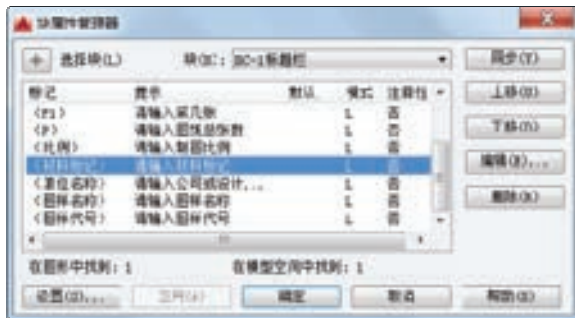 块属性管理器
选择块(L) 块(B): BC-1标题栏 同步(Y)
标记 提示 默认 模式 注释性 上移(U)
(P1) 请输入第几张 L 否
(P) 请输入图纸总张数 L 否 下移(D)
(比例) 请输入制图比例 L 否
(材料标记) 请输入材料标记 L 否 编辑(E)...
(单位名称) 请输入公司或设计... L 否
(图样名称) 请输入图样名称 L 否 删除(R)
(图样代号) 请输入图样代号 L 否
在图形中找到: 1 在模型空间中找到: 1
设置(S)... 应用(A) 确定 取消 帮助(H)